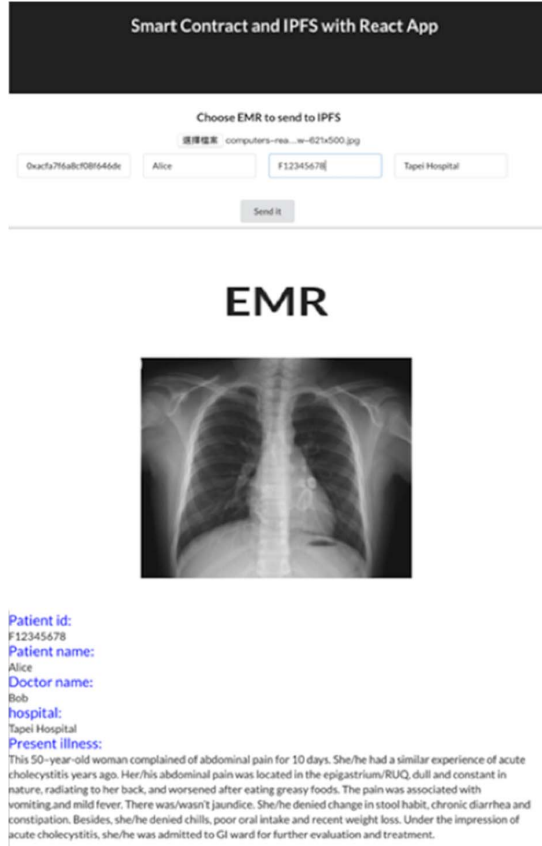 Smart Contract and IPFS with React App
Choose EMR to send to IPFS
選擇檔案 computers-rea...w-621x500.jpg
0xacfa7f6a8cf08f646de Alice F12345678 Tapei Hospital
Send it
EMR
Patient id:
F12345678
Patient name:
Alice
Doctor name:
Bob
hospital:
Tapei Hospital
Present illness:
This 50-year-old woman complained of abdominal pain for 10 days. She/he had a similar experience of acute
cholecystitis years ago. Her/his abdominal pain was located in the epigastrium/RUQ, dull and constant in
nature, radiating to her back, and worsened after eating greasy foods. The pain was associated with
vomiting,and mild fever. There was/wasn't jaundice. She/he denied change in stool habit, chronic diarrhea and
constipation. Besides, she/he denied chills, poor oral intake and recent weight loss. Under the impression of
acute cholecystitis, she/he was admitted to GI ward for further evaluation and treatment.